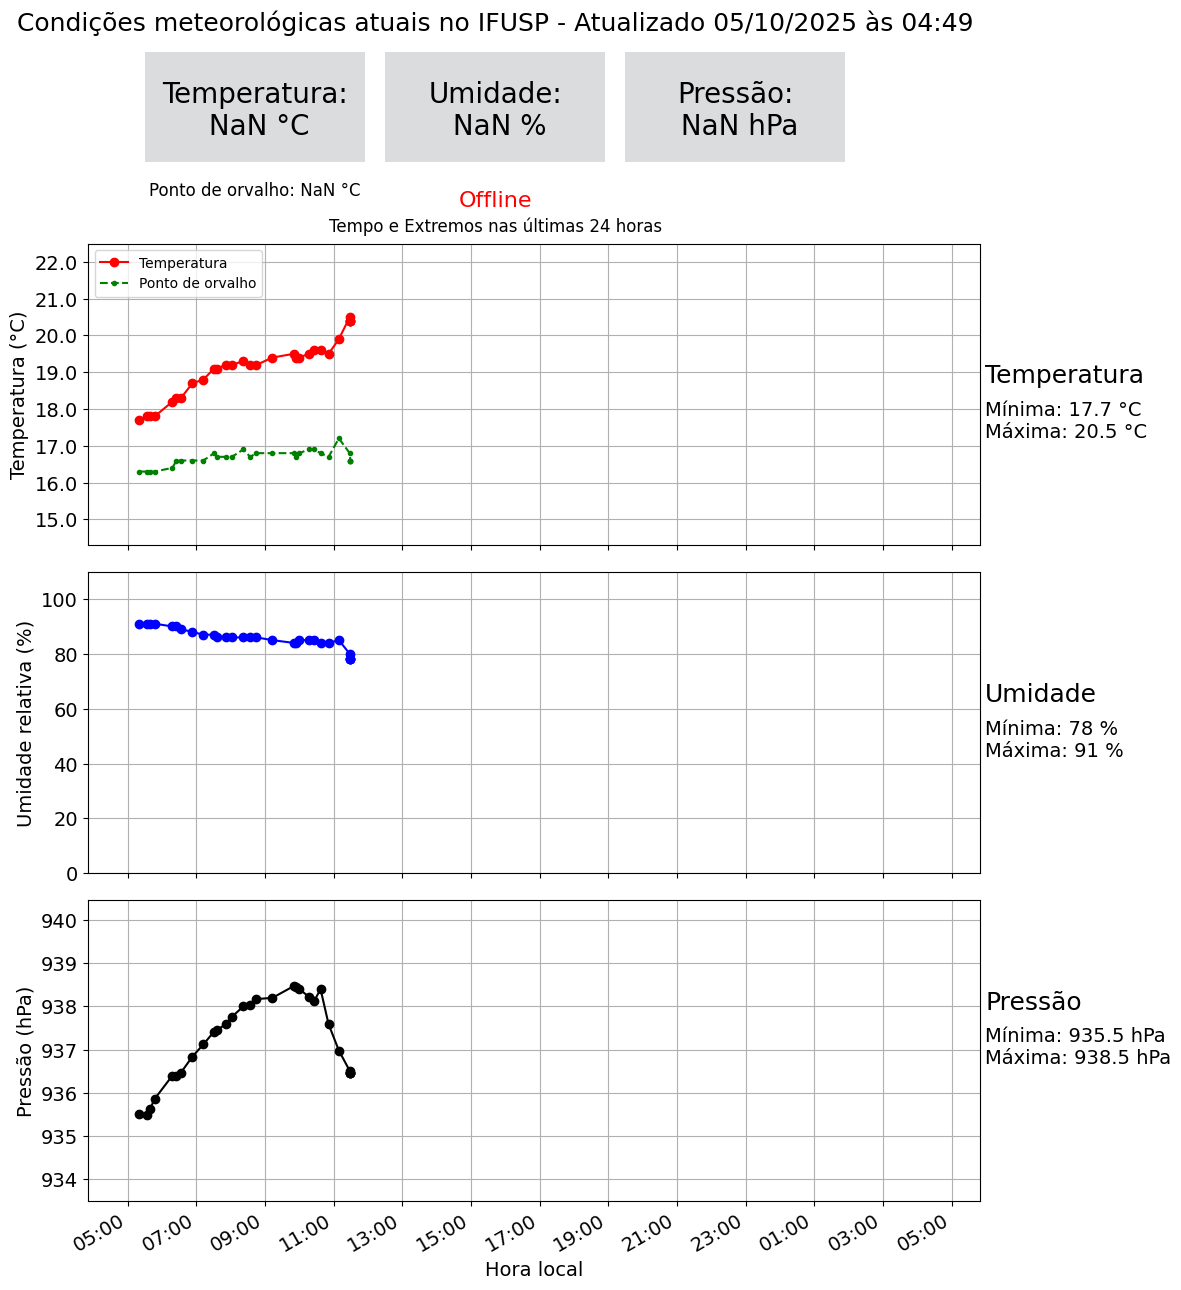 Condições meteorológicas atuais no IFUSP - Atualizado 05/10/2025 às 04:49
Temperatura:
NaN °C
Umidade:
NaN %
Pressão:
NaN hPa
Ponto de orvalho: NaN °C
Offline
Tempo e Extremos nas últimas 24 horas
Temperatura
Ponto de orvalho
22.0
21.0
20.0
19.0
18.0
17.0
16.0
15.0
Temperatura (°C)
Temperatura
Mínima: 17.7 °C
Máxima: 20.5 °C
100
80
60
40
20
0
Umidade relativa (%)
Umidade
Mínima: 78 %
Máxima: 91 %
940
939
938
937
936
935
934
Pressão (hPa)
Pressão
Mínima: 935.5 hPa
Máxima: 938.5 hPa
05:00 07:00 09:00 11:00 13:00 15:00 17:00 19:00 21:00 23:00 01:00 03:00 05:00
Hora local